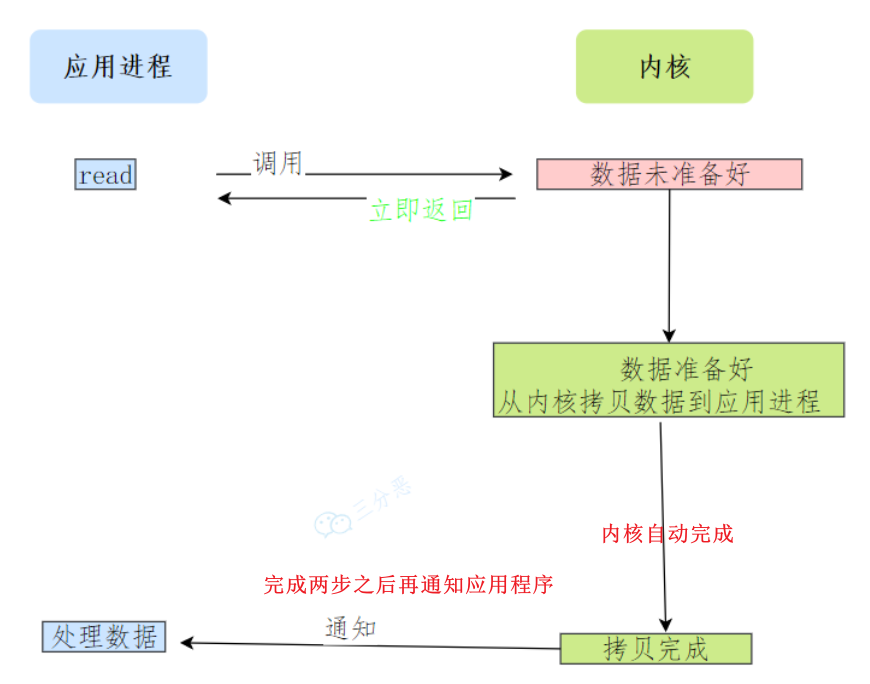 应用进程
内核
read
调用
数据未准备好
立即返回
数据准备好
从内核拷贝数据到应用进程
三分恶
内核自动完成
完成两步之后再通知应用程序
处理数据
通知
拷贝完成